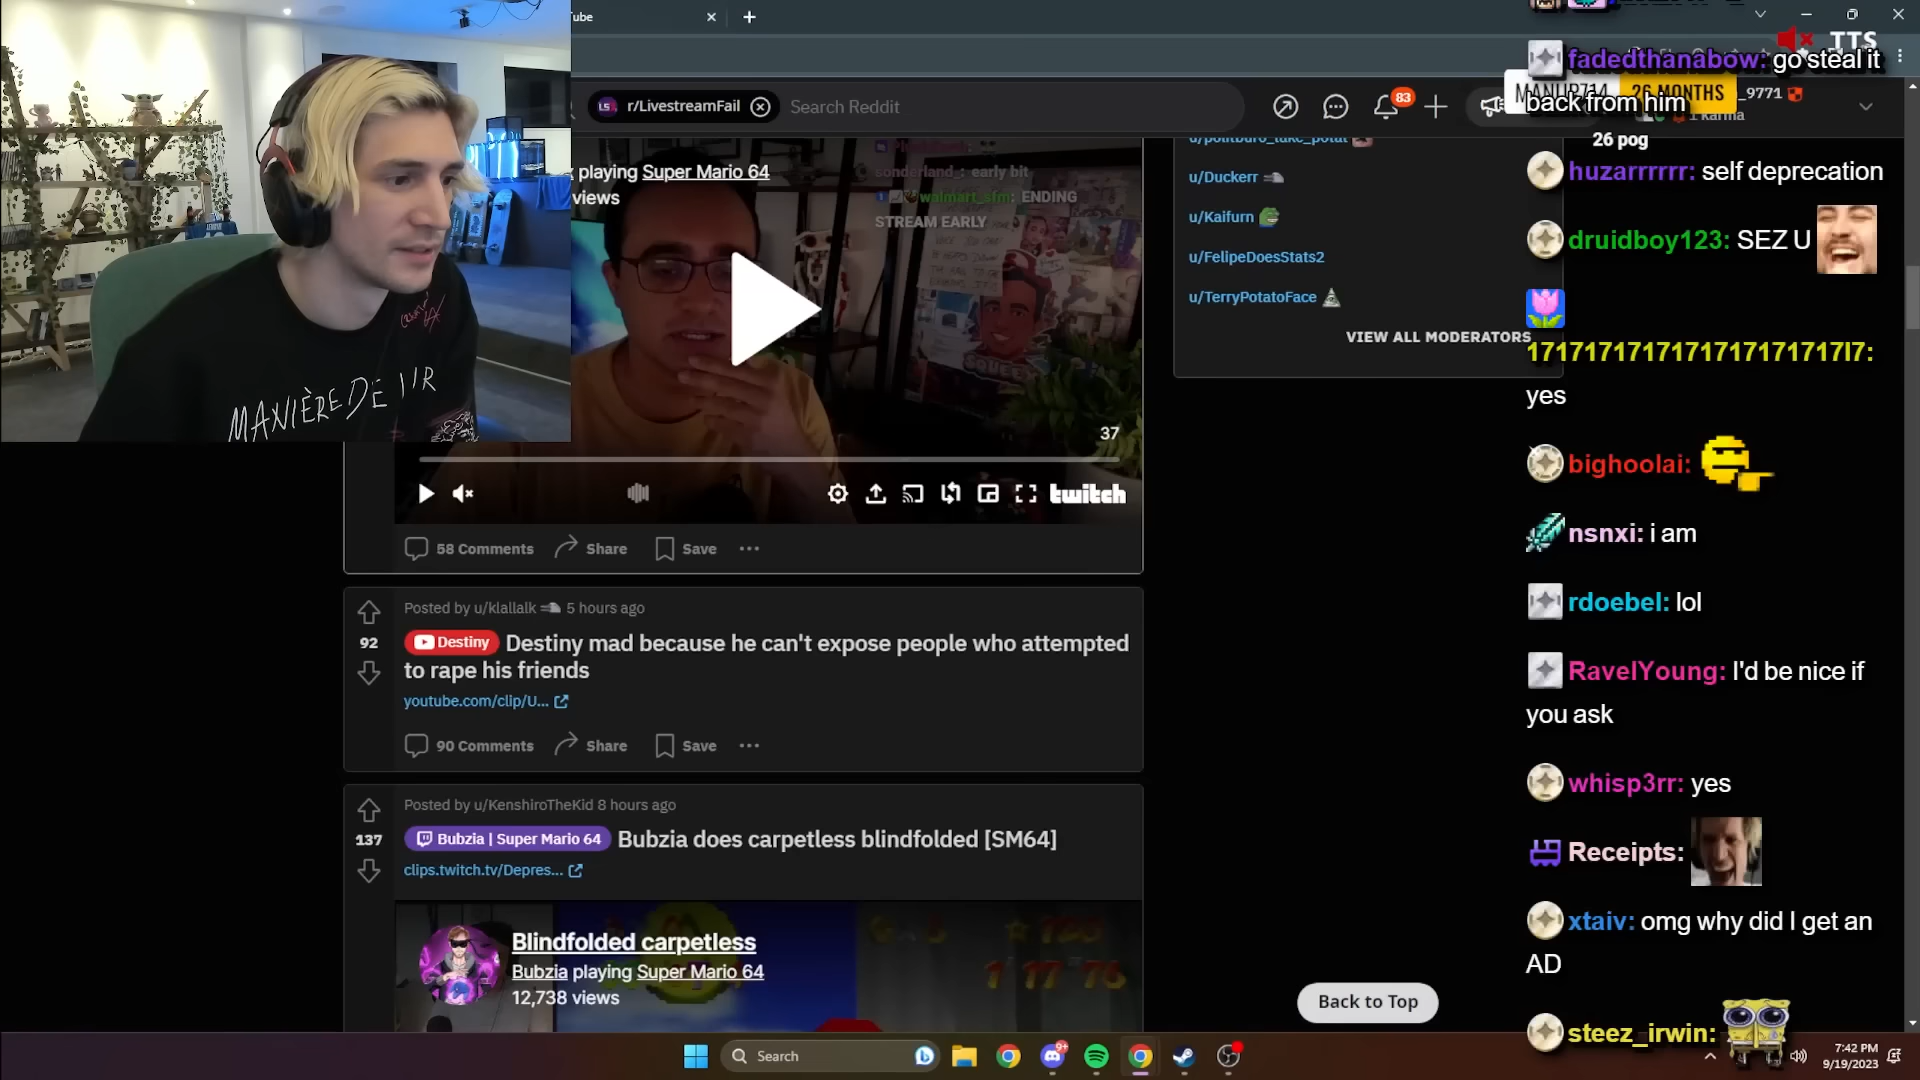 Tube
r/LivestreamFail
Search Reddit
83
_9771
1 karma
TTS
fadedthanabow: go steal it
back from him
26 MONTHS
26 pog
huzarrrrrr: self deprecation
druidboy123: SEZ U
171717171717171717171717l7:
yes
bighoolai:
nsnxi: i am
rdoebel: lol
RavelYoung: I'd be nice if
you ask
whisp3rr: yes
Receipts:
xtaiv: omg why did I get an
AD
steez_irwin:
MANIÈRE DE
playing Super Mario 64
views
sonderland_: early bit
walmart_sfm: ENDING
STREAM EARLY
37
twitch
58 Comments
Share
Save
u/politburo_take_potat
u/Duckerr
u/Kaifurn
u/FelipeDoesStats2
u/TerryPotatoFace
VIEW ALL MODERATORS
Posted by u/klallalk 5 hours ago
92
Destiny Destiny mad because he can't expose people who attempted
to rape his friends
youtube.com/clip/U...
90 Comments
Share
Save
Posted by u/KenshiroTheKid 8 hours ago
137
Bubzia | Super Mario 64 Bubzia does carpetless blindfolded [SM64]
clips.twitch.tv/Depres...
Blindfolded carpetless
Bubzia playing Super Mario 64
12,738 views
Back to Top
Search
9+
7:42 PM
9/19/2023